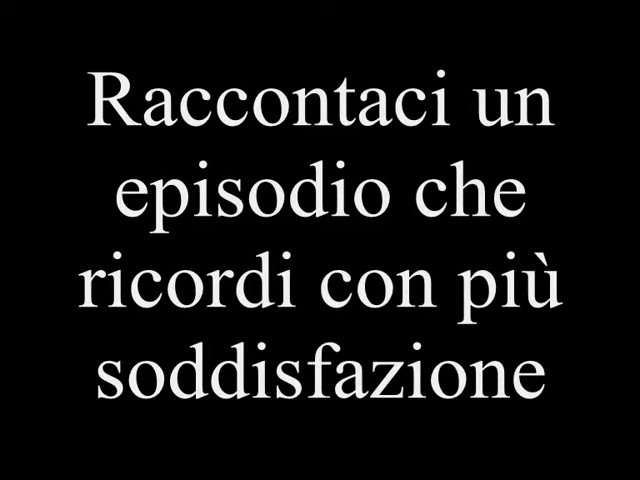 Raccontaci un
episodio che
ricordi con più
soddisfazione